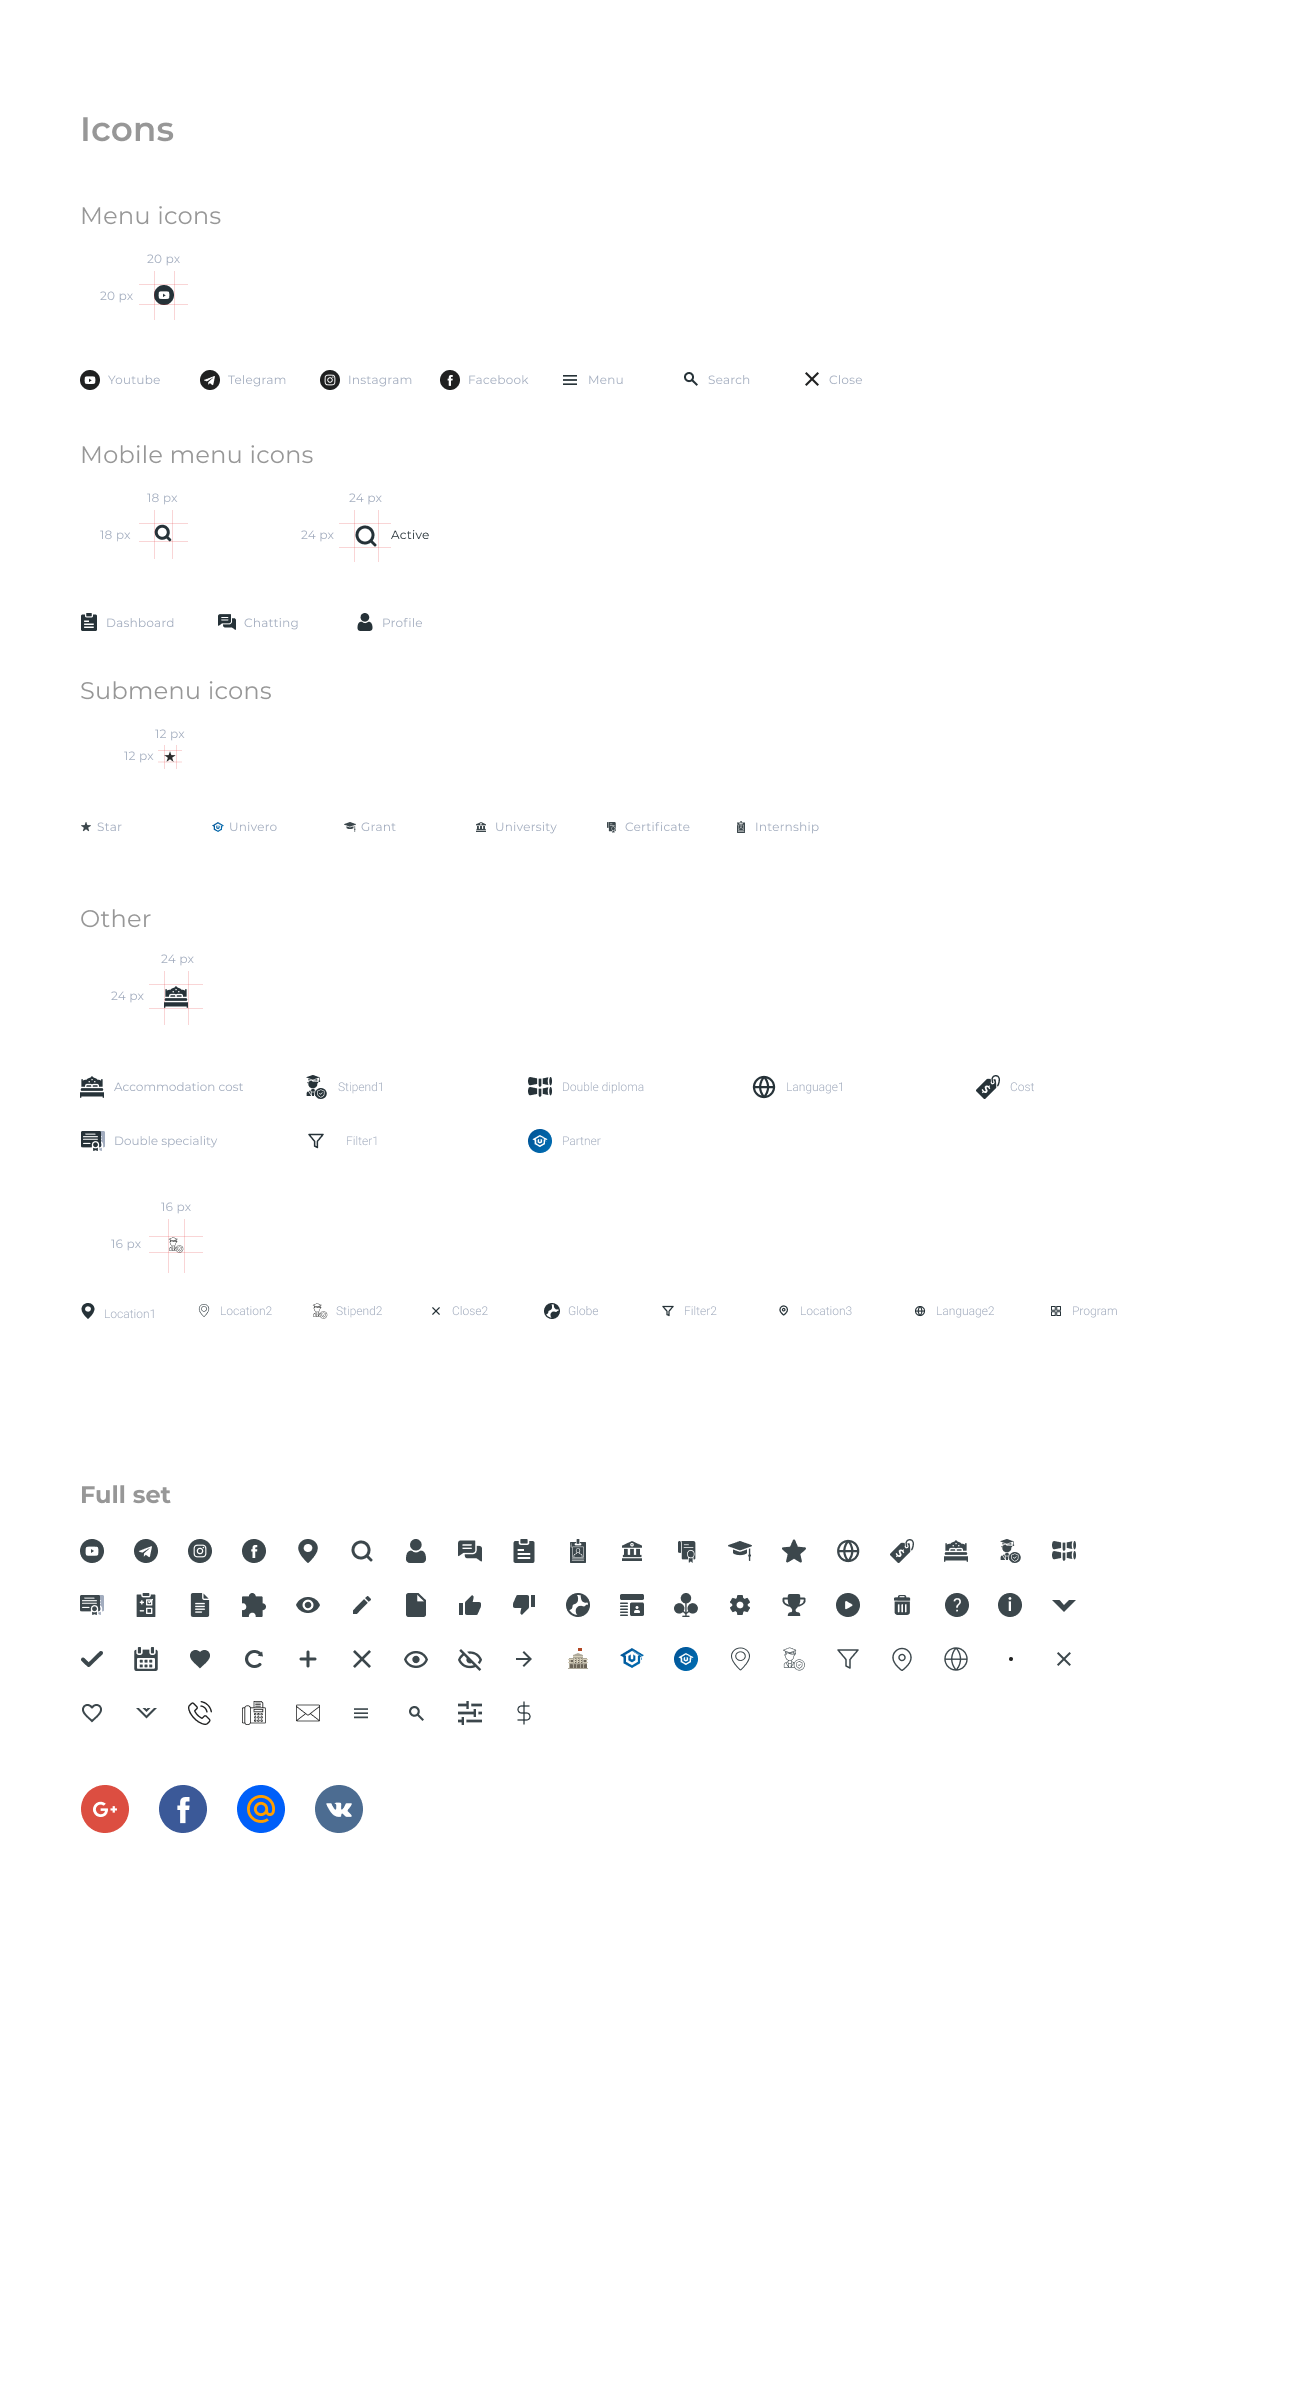 Icons
Menu icons
20 px
20 px
Youtube
Telegram
Instagram
Facebook
Menu
Search
Close
Mobile menu icons
18 px
24 px
18 px
24 px
Active
Dashboard
Chatting
Profile
Submenu icons
12 px
12 px
Star
Univero
Grant
University
Certificate
Internship
Other
24 px
24 px
Accommodation cost
Stipend1
Double diploma
Language1
Cost
Double speciality
Filter1
Partner
16 px
16 px
Location1
Location2
Stipend2
Close2
Globe
Filter2
Location3
Language2
Program
Full set